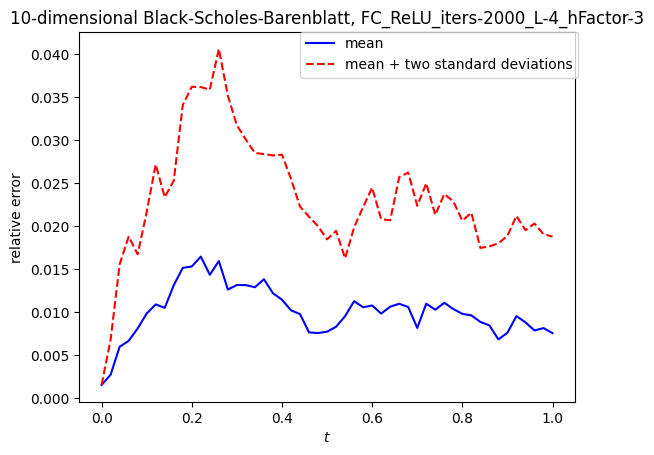 10-dimensional Black-Scholes-Barenblatt, FC_ReLU_iters-2000_L-4_hFactor-3
mean
mean + two standard deviations
relative error
0.040
0.035
0.030
0.025
0.020
0.015
0.010
0.005
0.000
0.0 0.2 0.4 0.6 0.8 1.0
t